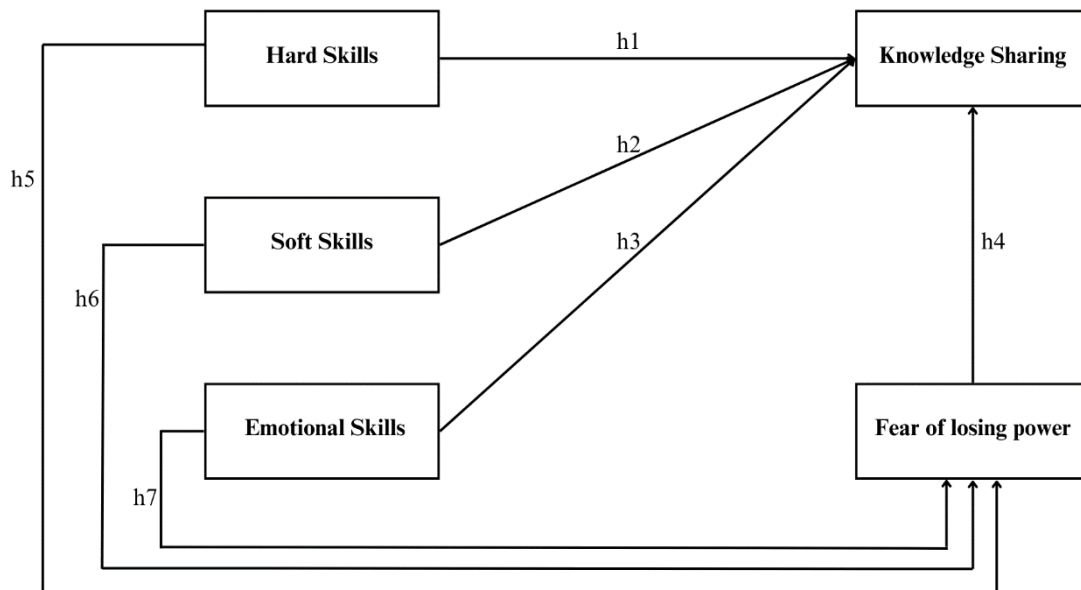 Hard Skills
h1
Knowledge Sharing
h2
h5
Soft Skills
h3
h4
h6
Emotional Skills
Fear of losing power
h7